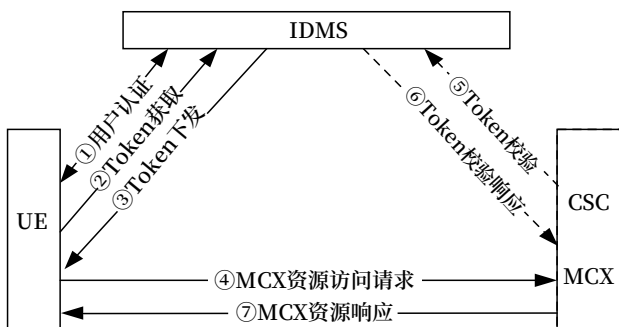 IDMS
①用户认证
②Token获取
③Token下发
⑤Token校验
⑥Token校验响应
UE
CSC
MCX
④MCX资源访问请求
⑦MCX资源响应